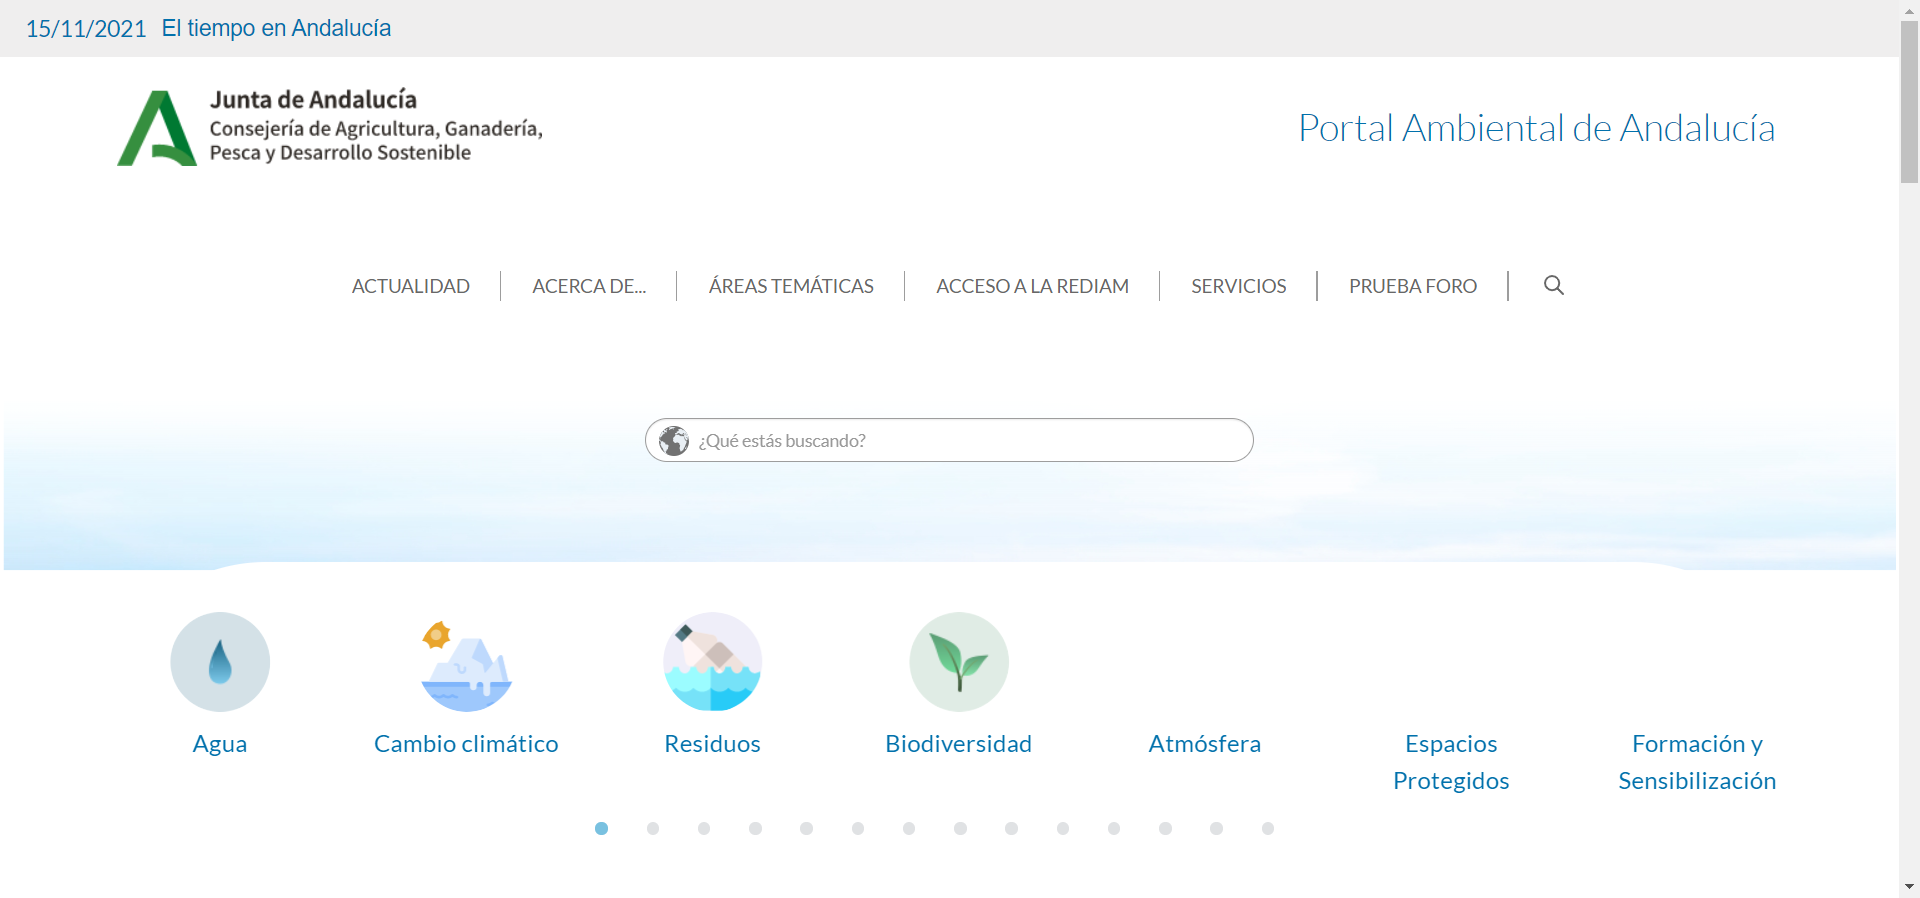 15/11/2021 El tiempo en Andalucía
Junta de Andalucía
Consejería de Agricultura, Ganadería,
Pesca y Desarrollo Sostenible
Portal Ambiental de Andalucía
ACTUALIDAD
ACERCA DE...
ÁREAS TEMÁTICAS
ACCESO A LA REDIAM
SERVICIOS
PRUEBA FORO
¿Qué estás buscando?
Agua
Cambio climático
Residuos
Biodiversidad
Atmósfera
Espacios
Protegidos
Formación y
Sensibilización